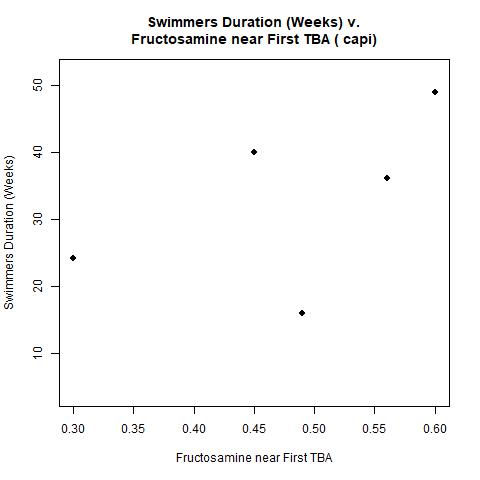 Swimmers Duration (Weeks) v.
Fructosamine near First TBA ( capi)
Swimmers Duration (Weeks)
50
40
30
20
10
0.30 0.35 0.40 0.45 0.50 0.55 0.60
Fructosamine near First TBA